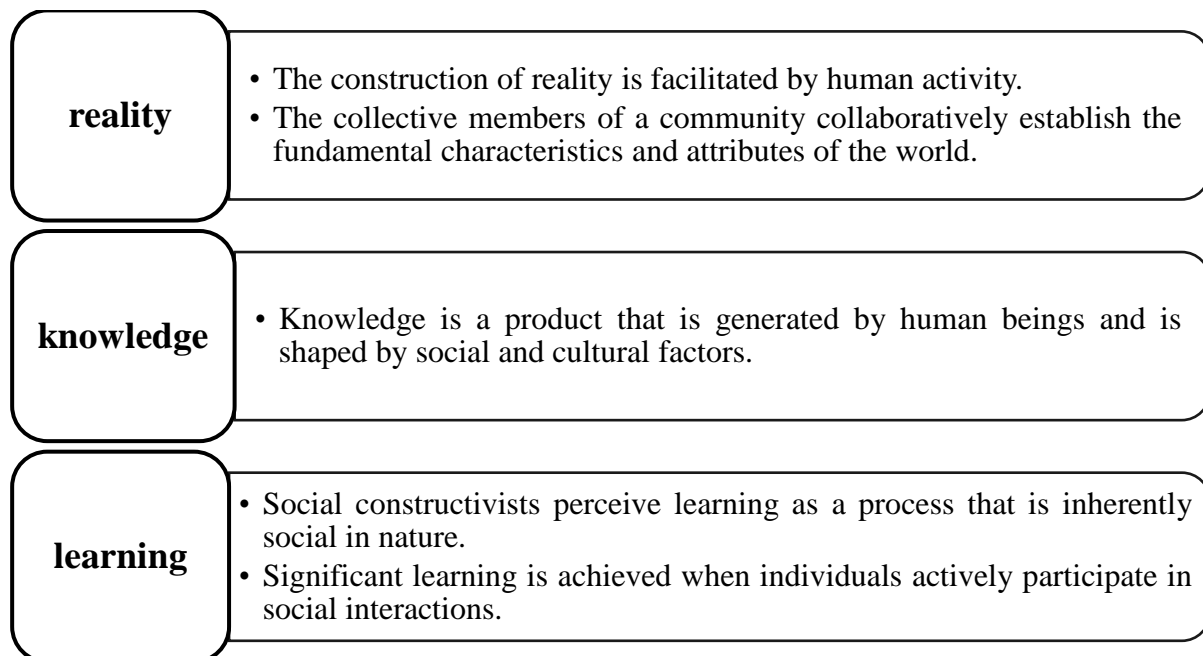 reality
• The construction of reality is facilitated by human activity.
• The collective members of a community collaboratively establish the
fundamental characteristics and attributes of the world.
knowledge
• Knowledge is a product that is generated by human beings and is
shaped by social and cultural factors.
learning
• Social constructivists perceive learning as a process that is inherently
social in nature.
• Significant learning is achieved when individuals actively participate in
social interactions.